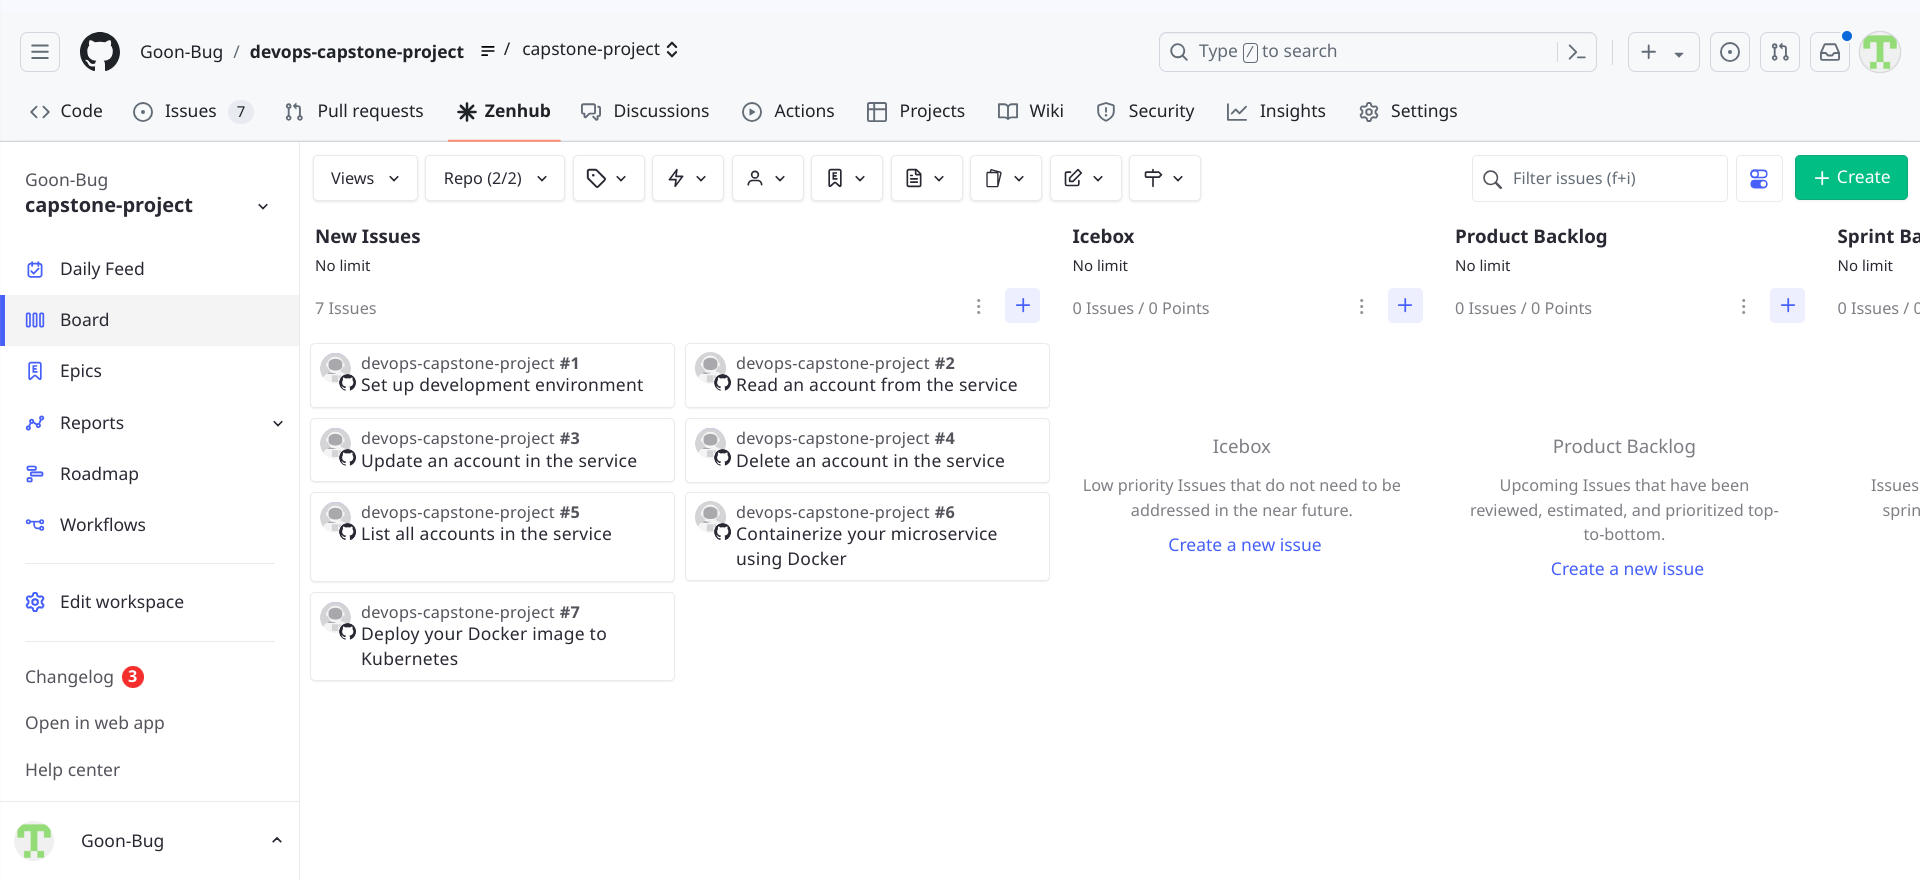 Goon-Bug / devops-capstone-project / capstone-project
Type / to search
Code
Issues 7
Pull requests
Zenhub
Discussions
Actions
Projects
Wiki
Security
Insights
Settings
Goon-Bug
capstone-project
Daily Feed
Board
Epics
Reports
Roadmap
Workflows
Edit workspace
Changelog 3
Open in web app
Help center
Goon-Bug
Views
Repo (2/2)
Filter issues (f+i)
+ Create
New Issues
No limit
7 Issues
devops-capstone-project #1
Set up development environment
devops-capstone-project #2
Read an account from the service
devops-capstone-project #3
Update an account in the service
devops-capstone-project #4
Delete an account in the service
devops-capstone-project #5
List all accounts in the service
devops-capstone-project #6
Containerize your microservice
using Docker
devops-capstone-project #7
Deploy your Docker image to
Kubernetes
Icebox
No limit
0 Issues / 0 Points
Icebox
Low priority Issues that do not need to be
addressed in the near future.
Create a new issue
Product Backlog
No limit
0 Issues / 0 Points
Product Backlog
Upcoming Issues that have been
reviewed, estimated, and prioritized top-
to-bottom.
Create a new issue
Sprint Ba
No limit
0 Issues / 0
Issues
sprin